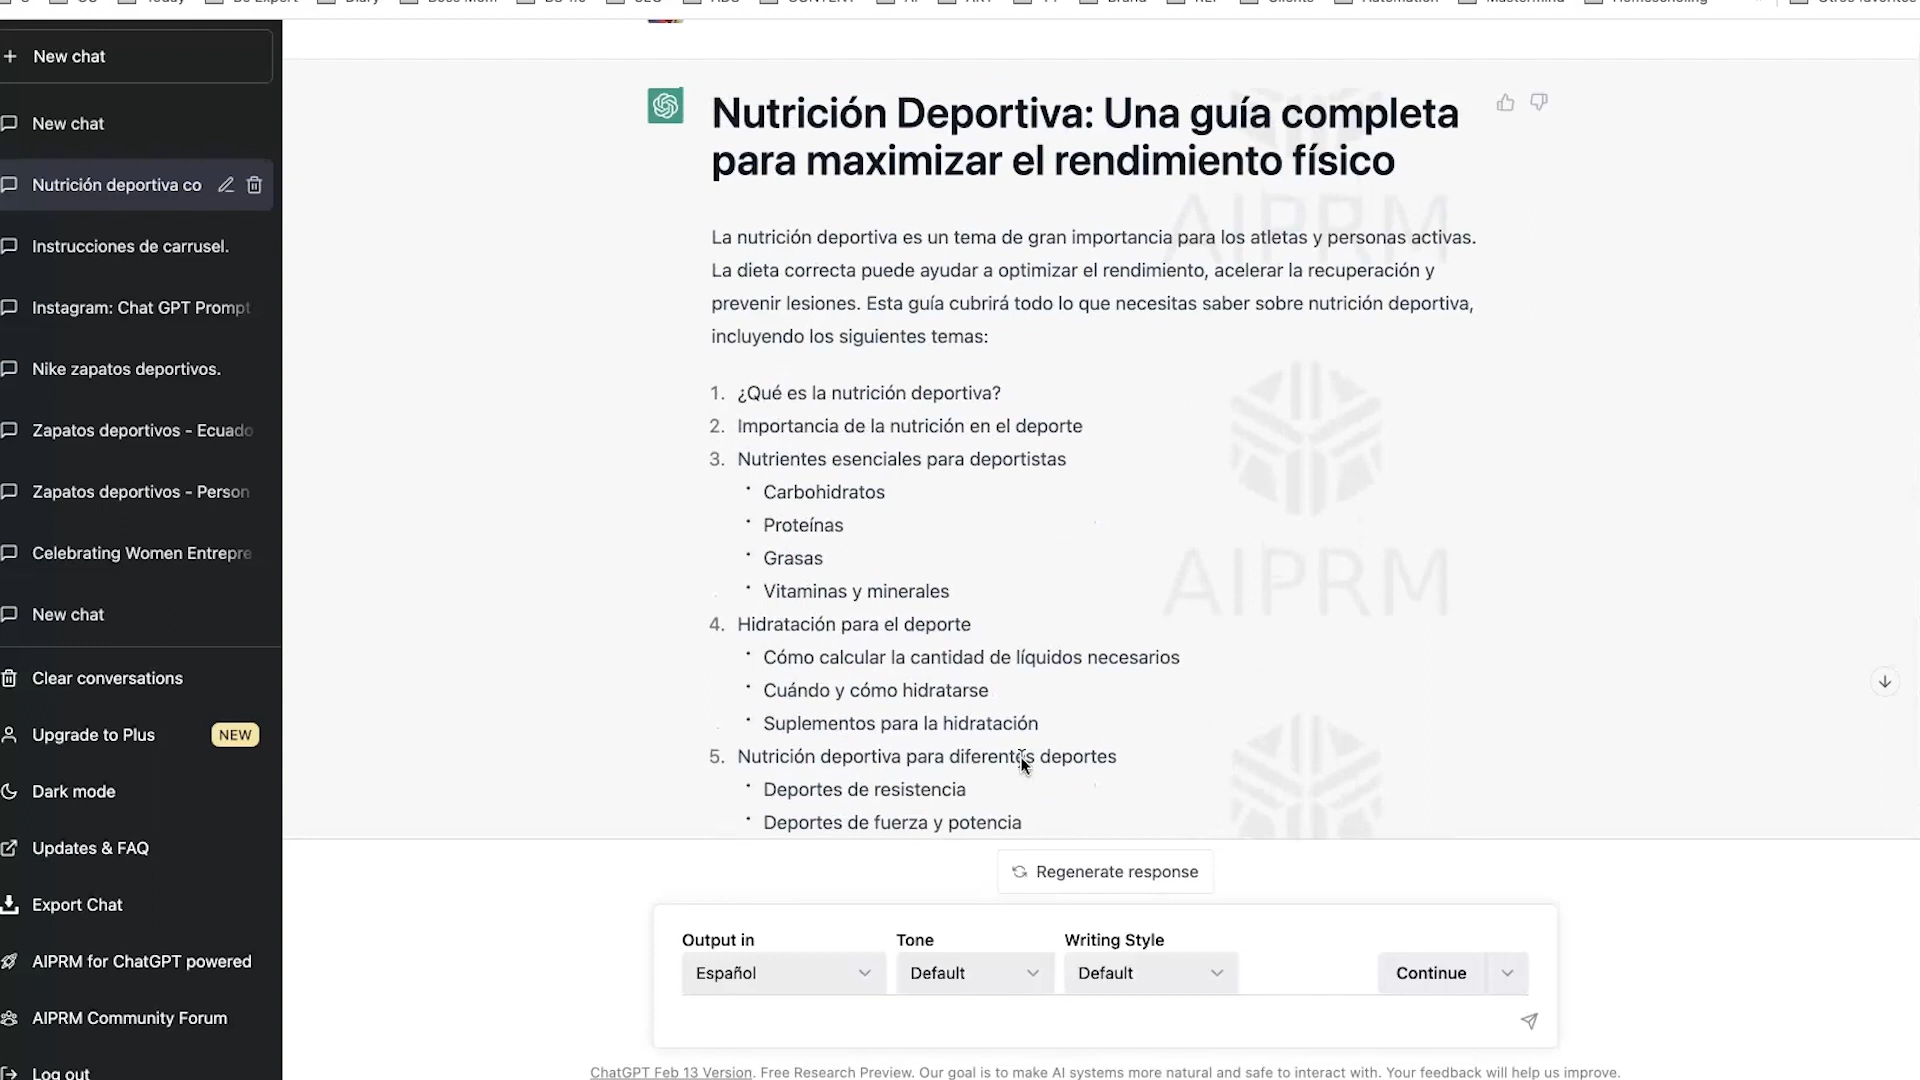 New chat
New chat
Nutrición deportiva co
Instrucciones de carrusel.
Instagram: Chat GPT Prompt
Nike zapatos deportivos.
Zapatos deportivos - Ecuado
Zapatos deportivos - Person
Celebrating Women Entrepre
New chat
Clear conversations
Upgrade to Plus NEW
Dark mode
Updates & FAQ
Export Chat
AIPRM for ChatGPT powered
AIPRM Community Forum
Log out
Nutrición Deportiva: Una guía completa
para maximizar el rendimiento físico
La nutrición deportiva es un tema de gran importancia para los atletas y personas activas.
La dieta correcta puede ayudar a optimizar el rendimiento, acelerar la recuperación y
prevenir lesiones. Esta guía cubrirá todo lo que necesitas saber sobre nutrición deportiva,
incluyendo los siguientes temas:
1. ¿Qué es la nutrición deportiva?
2. Importancia de la nutrición en el deporte
3. Nutrientes esenciales para deportistas
· Carbohidratos
· Proteínas
· Grasas
· Vitaminas y minerales
4. Hidratación para el deporte
· Cómo calcular la cantidad de líquidos necesarios
· Cuándo y cómo hidratarse
· Suplementos para la hidratación
5. Nutrición deportiva para diferentes deportes
· Deportes de resistencia
· Deportes de fuerza y potencia
AIPRM
AIPRM
Regenerate response
Output in Tone Writing Style
Español Default Default Continue
ChatGPT Feb 13 Version. Free Research Preview. Our goal is to make AI systems more natural and safe to interact with. Your feedback will help us improve.